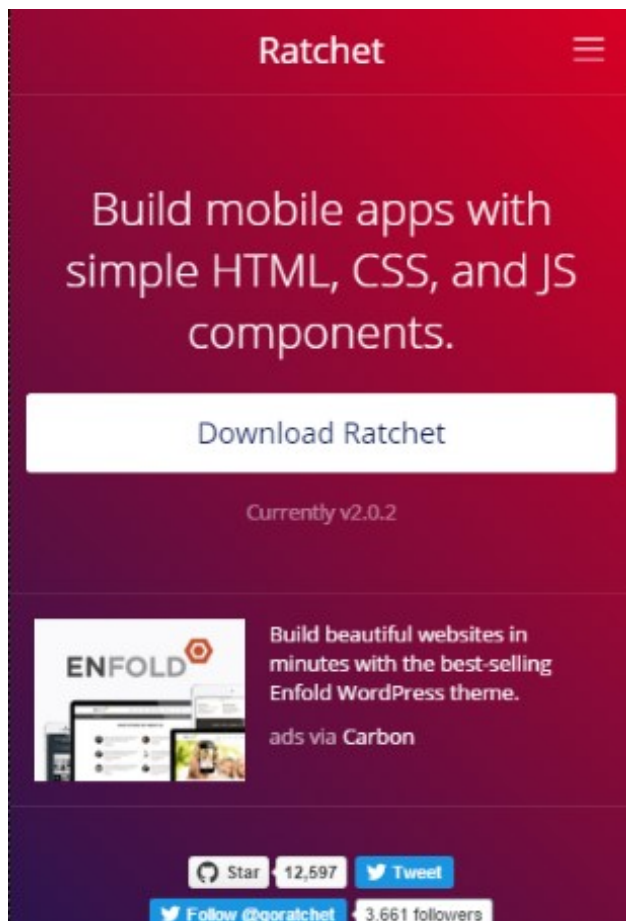 Ratchet
Build mobile apps with
simple HTML, CSS, and JS
components.
Download Ratchet
Currently v2.0.2
ENFOLD
Build beautiful websites in
minutes with the best-selling
Enfold WordPress theme.
ads via Carbon
Star 12,597 Tweet
Follow @goratchet 3,661 followers